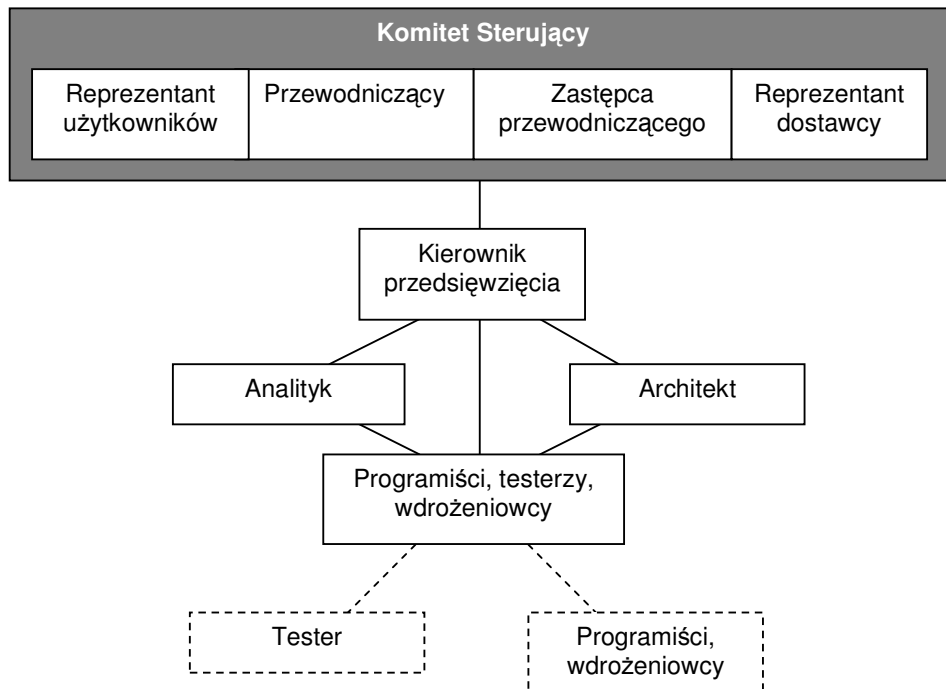 Komitet Sterujący
Reprezentant
użytkowników
Przewodniczący
Zastępca
przewodniczącego
Reprezentant
dostawcy
Kierownik
przedsięwzięcia
Analityk
Architekt
Programiści, testerzy,
wdrożeniowcy
Tester
Programiści,
wdrożeniowcy